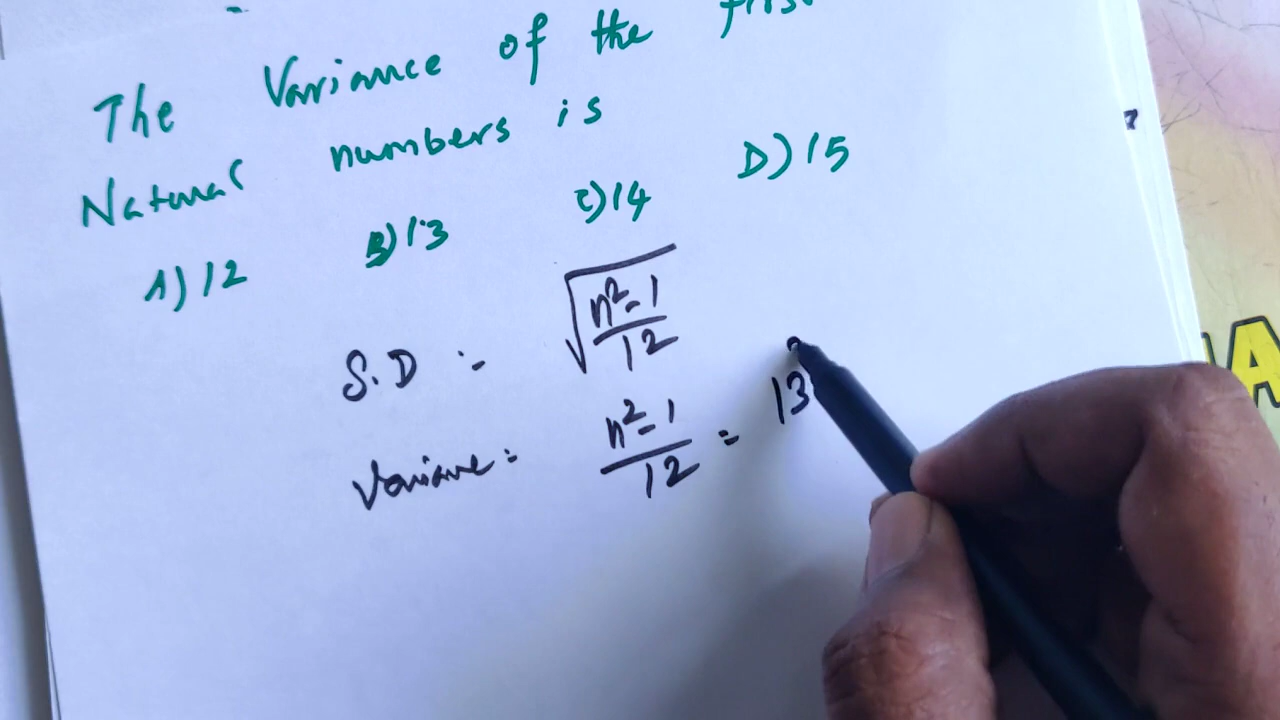 The Variance of the first
Natural numbers is
A) 12 B) 13 C) 14 D) 15
S.D :- √((n²-1)/12)
Variance = (n²-1)/12 = 13